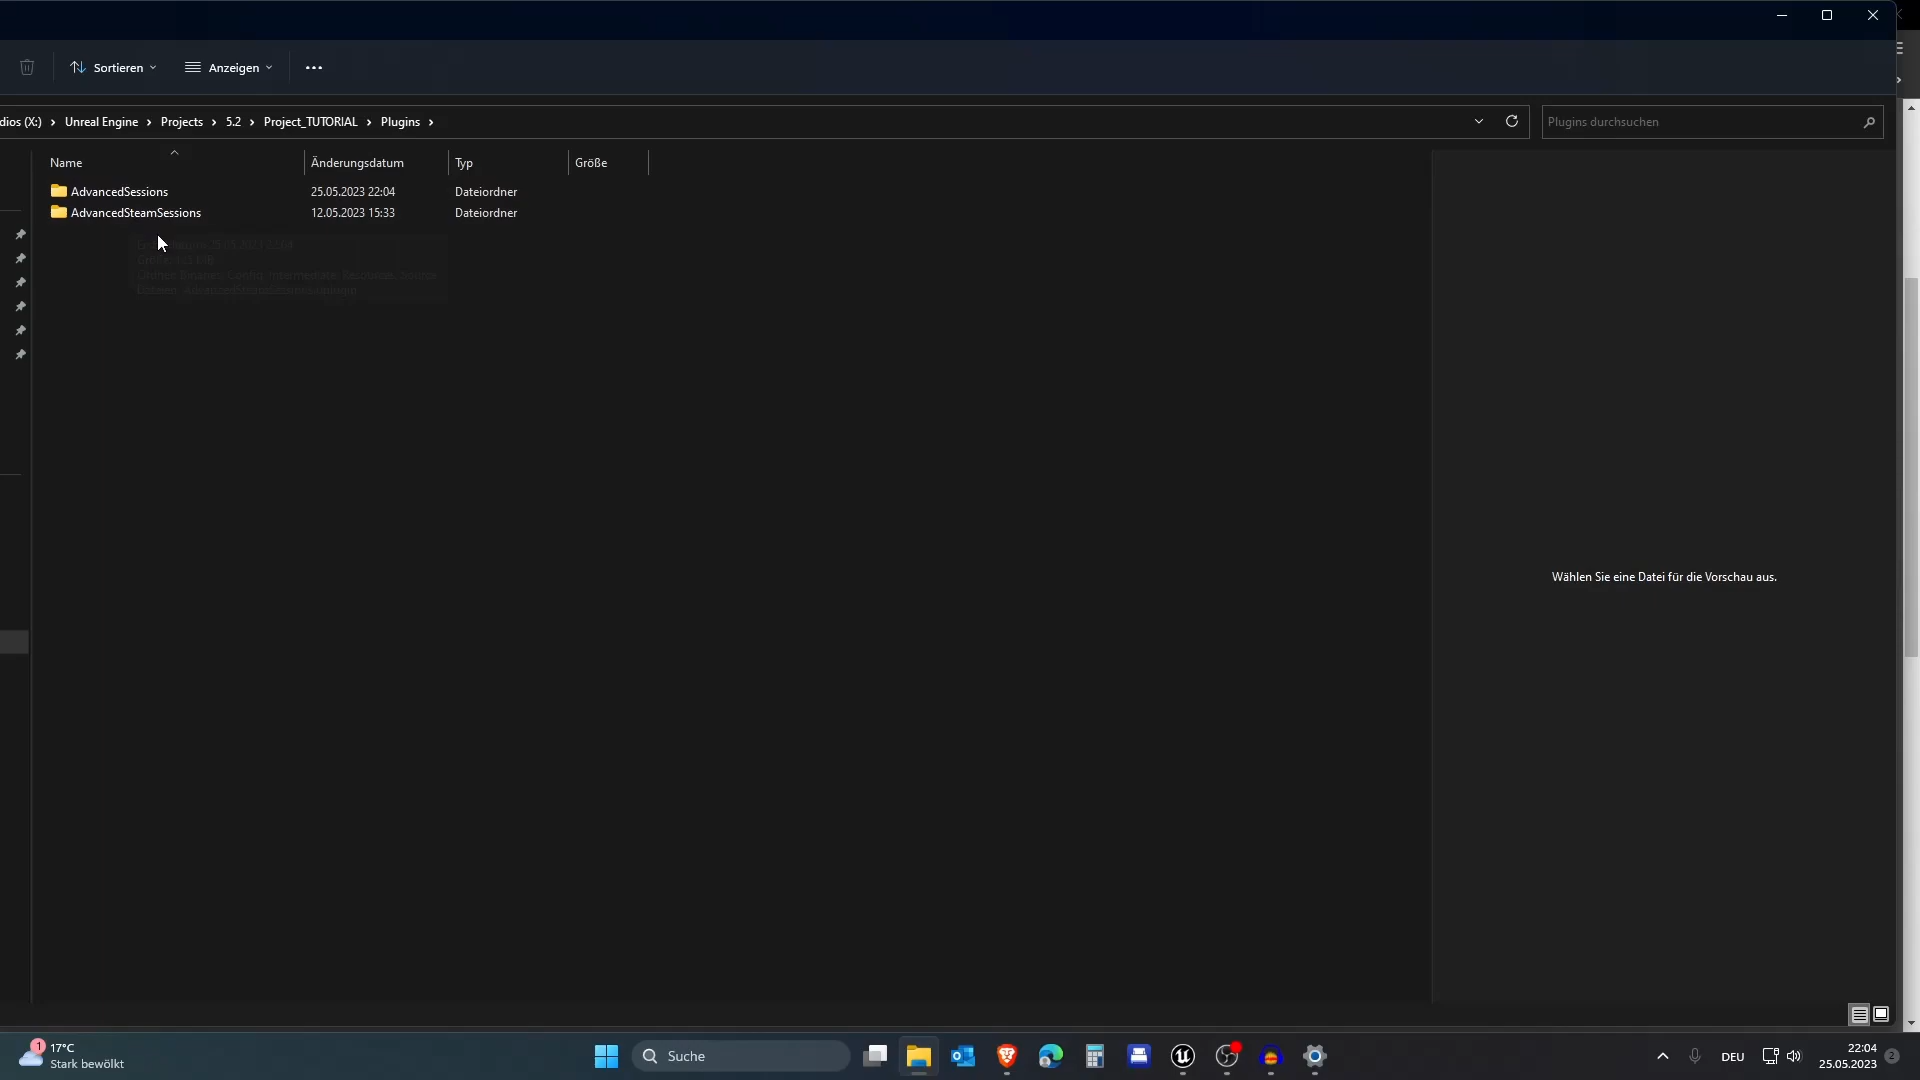 Sortieren
Anzeigen
dios (X:) > Unreal Engine > Projects > 5.2 > Project_TUTORIAL > Plugins >
Plugins durchsuchen
Name Änderungsdatum Typ Größe
AdvancedSessions 25.05.2023 22:04 Dateiordner
AdvancedSteamSessions 12.05.2023 15:33 Dateiordner
Wählen Sie eine Datei für die Vorschau aus.
1
17°C
Stark bewölkt
Suche
DEU
22:04
25.05.2023
2